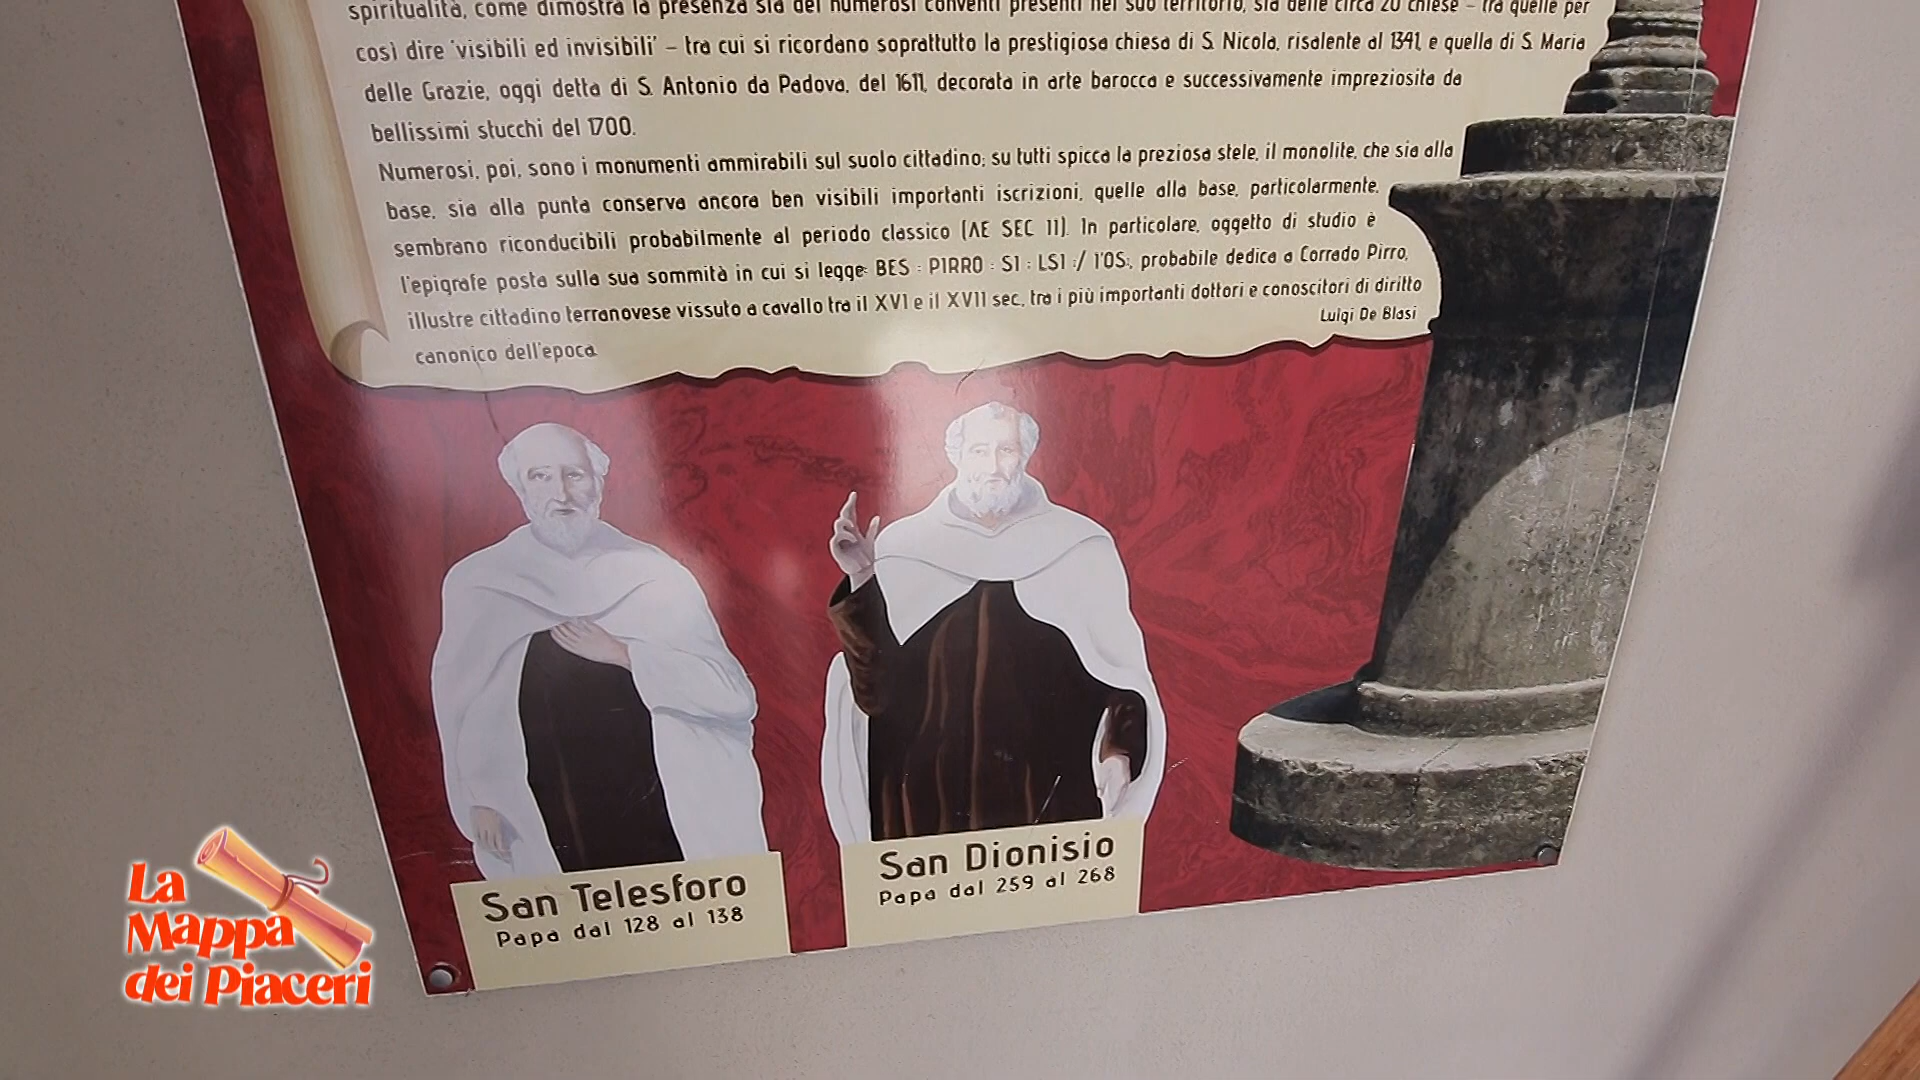 spiritualità, come dimostra la presenza sia dei numerosi conventi presenti nel suo territorio, sia delle circa 20 chiese – tra quelle per
così dire 'visibili ed invisibili' – tra cui si ricordano soprattutto la prestigiosa chiesa di S. Nicola, risalente al 1341, e quella di S. Maria
delle Grazie, oggi detta di S. Antonio da Padova, del 1611, decorata in arte barocca e successivamente impreziosita da
bellissimi stucchi del 1700.
Numerosi, poi, sono i monumenti ammirabili sul suolo cittadino; su tutti spicca la preziosa stele, il monolite, che sia alla
base, sia alla punta conserva ancora ben visibili importanti iscrizioni, quelle alla base, particolarmente,
sembrano riconducibili probabilmente al periodo classico (ΛE SEC 11). In particolare, oggetto di studio è
l'epigrafe posta sulla sua sommità in cui si legge: BES : PIRRO : SI : LSI :/ l'OS:, probabile dedica a Corrado Pirro,
illustre cittadino terranovese vissuto a cavallo tra il XVI e il XVII sec., tra i più importanti dottori e conoscitori di diritto
canonico dell'epoca.
Luigi De Blasi
San Telesforo
Papa dal 128 al 138
San Dionisio
Papa dal 259 al 268
La
Mappa
dei Piaceri